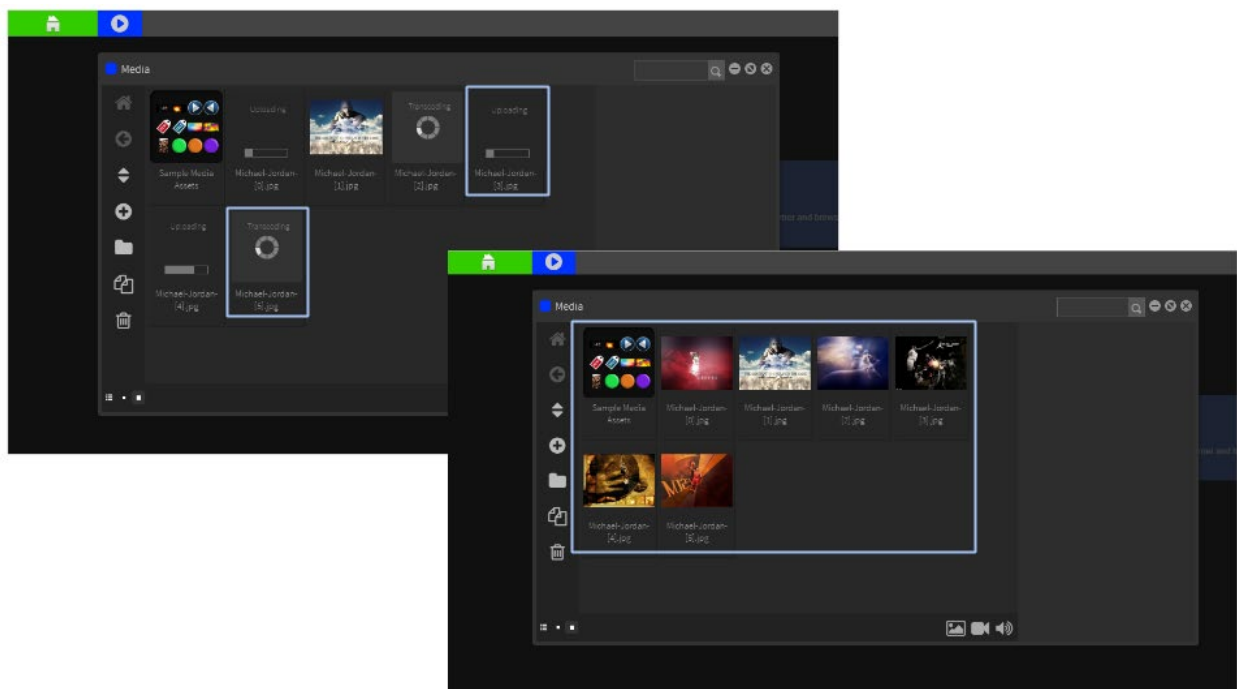 Media
Uploading
Transcoding
Uploading
Sample Media
Assets
Michael-Jordan-
[0].jpg
Michael-Jordan-
[1].jpg
Michael-Jordan-
[2].jpg
Michael-Jordan-
[3].jpg
Uploading
Transcoding
Michael-Jordan-
[4].jpg
Michael-Jordan-
[5].jpg
Media
Sample Media
Assets
Michael-Jordan-
[0].jpg
Michael-Jordan-
[1].jpg
Michael-Jordan-
[2].jpg
Michael-Jordan-
[3].jpg
Michael-Jordan-
[4].jpg
Michael-Jordan-
[5].jpg